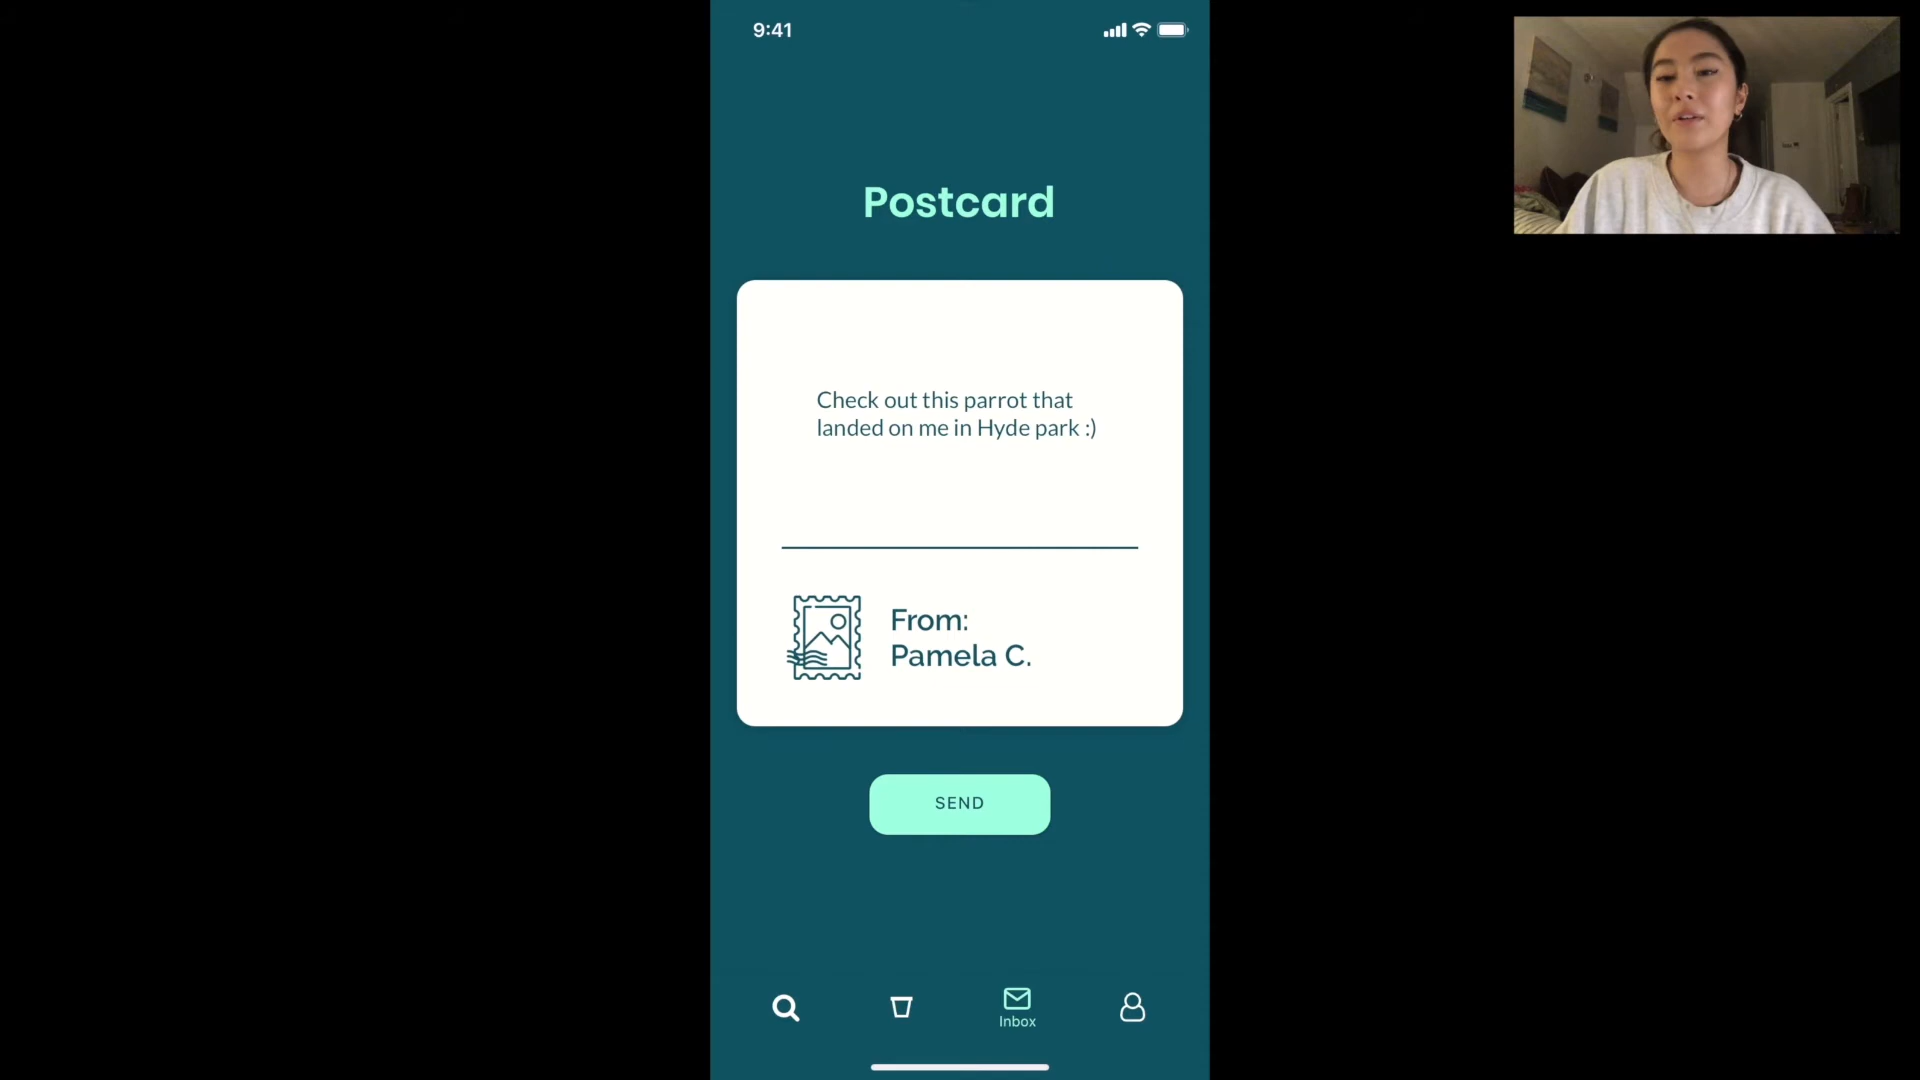 9:41
Postcard
Check out this parrot that
landed on me in Hyde park :)
From:
Pamela C.
SEND
Inbox